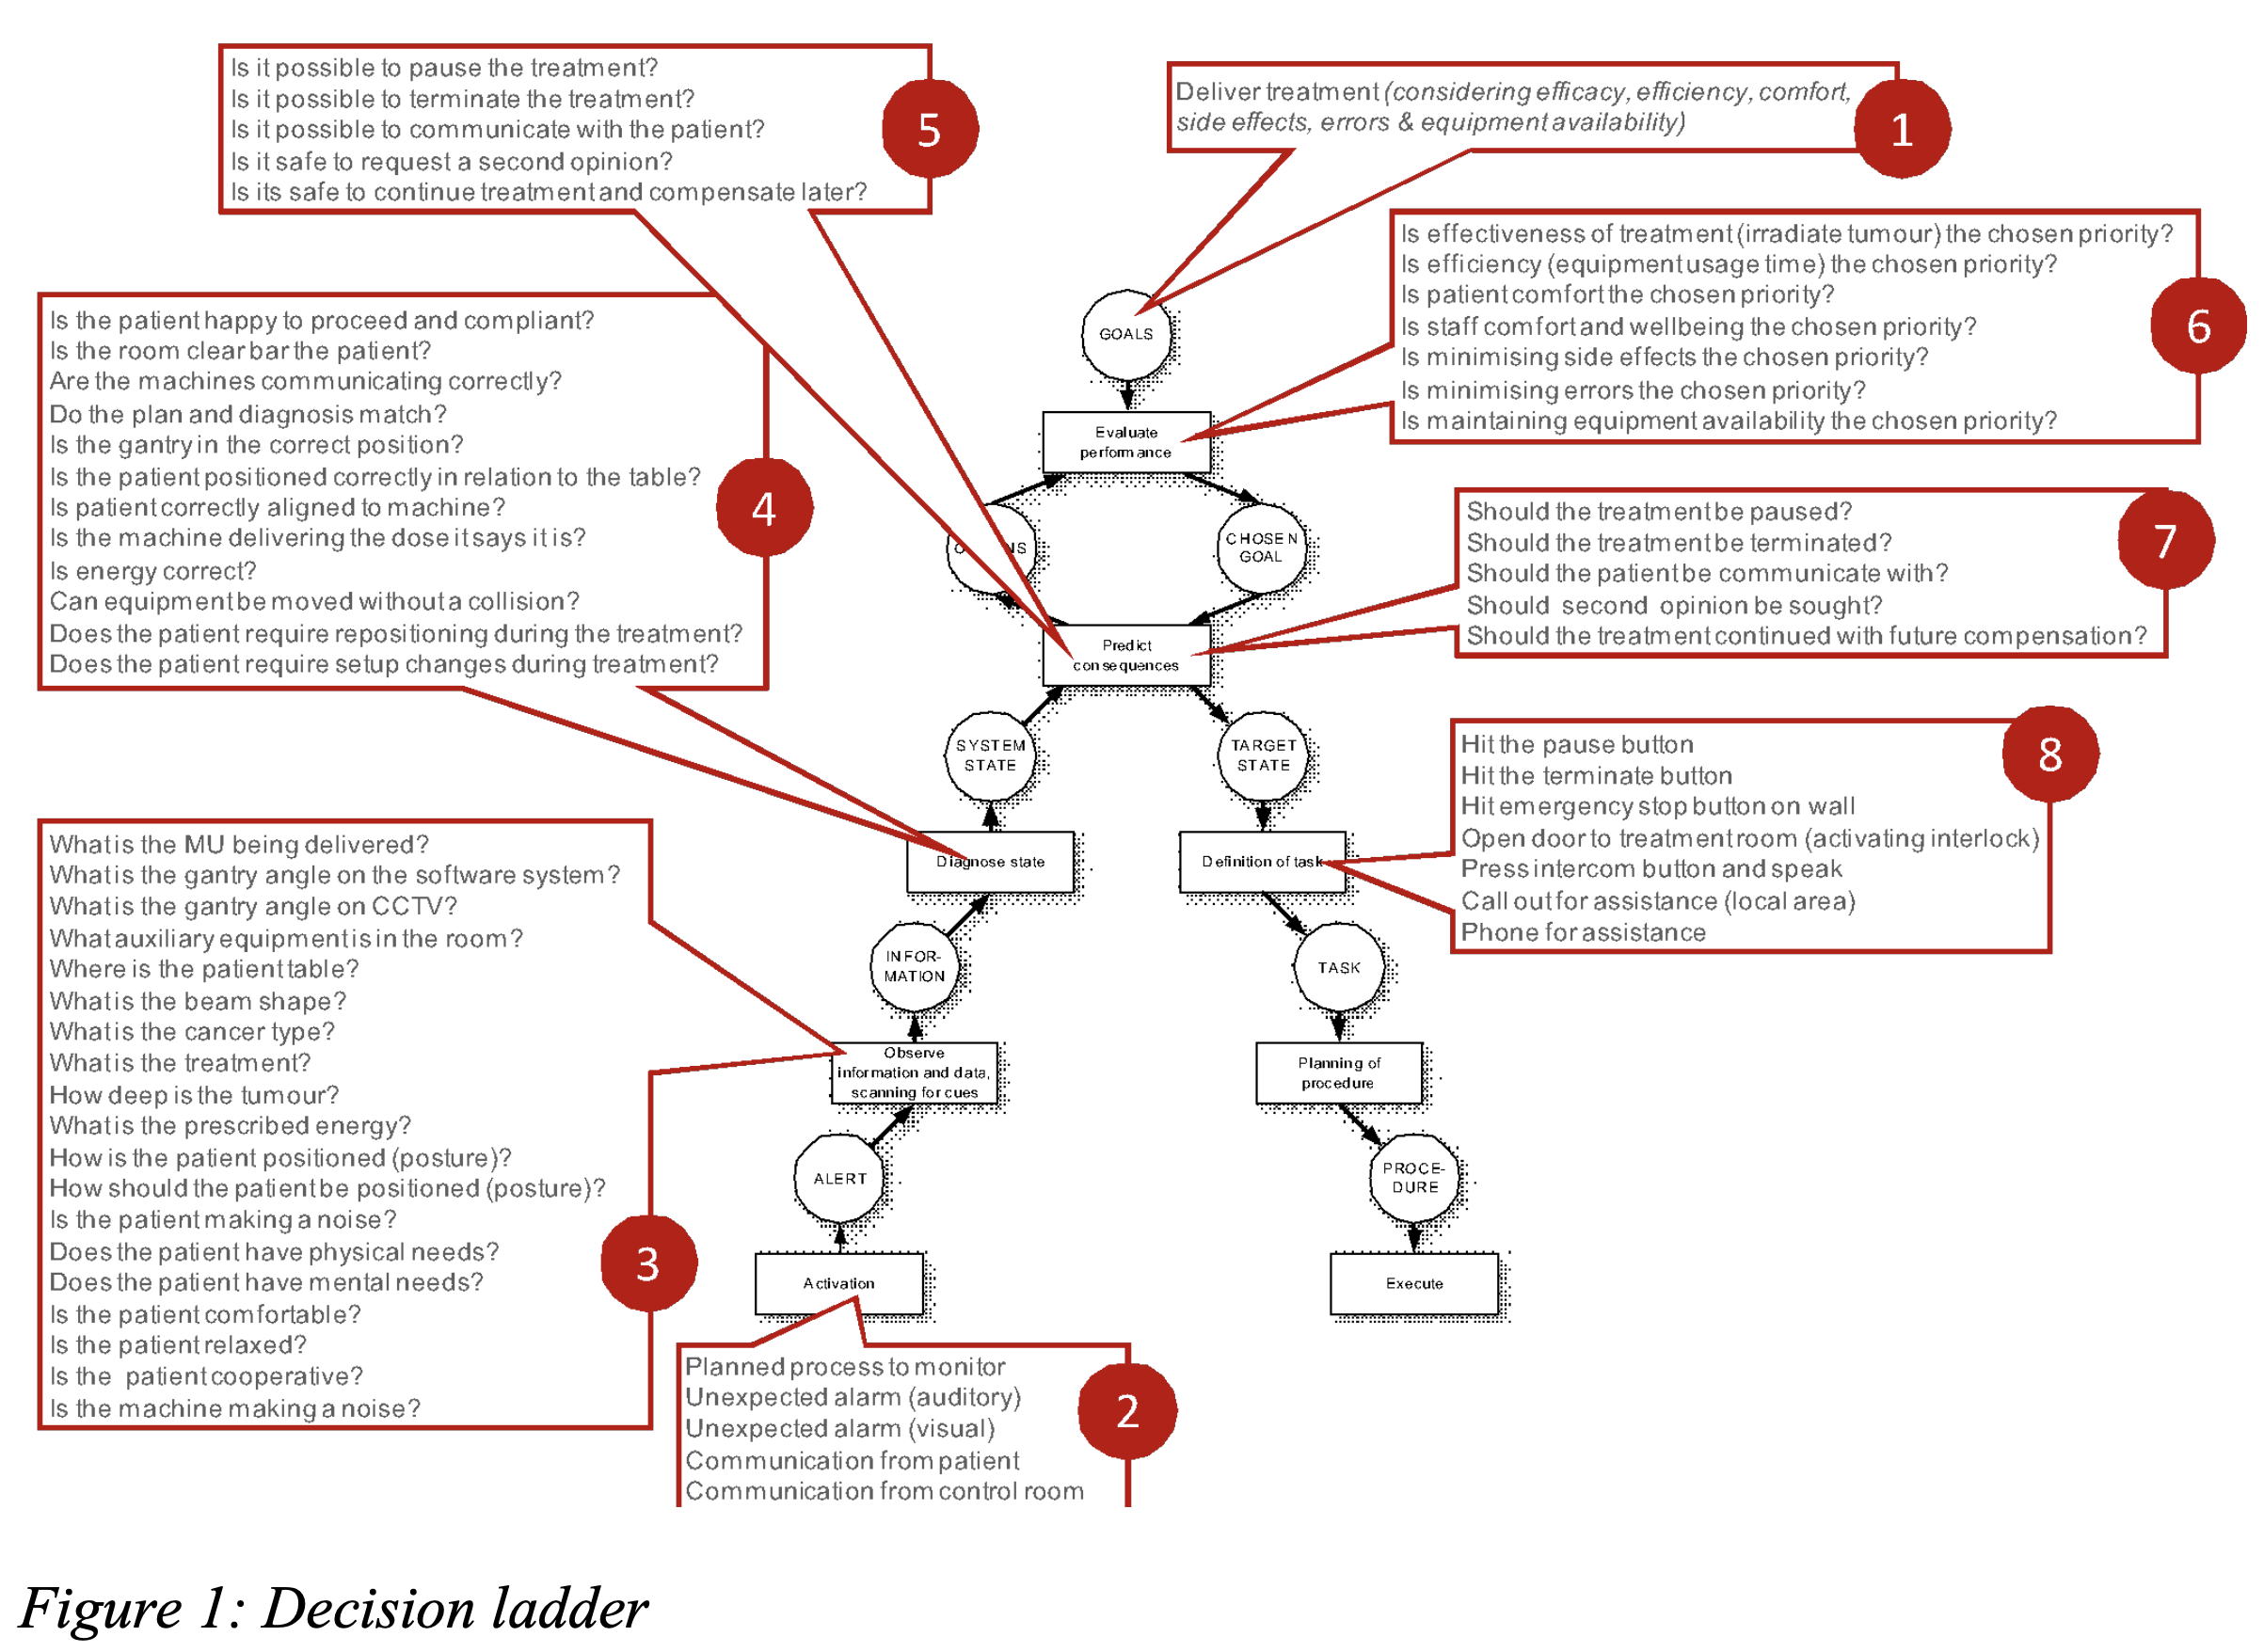 Is it possible to pause the treatment?
Is it possible to terminate the treatment?
Is it possible to communicate with the patient?
Is it safe to request a second opinion?
Is its safe to continue treatment and compensate later?
5
Deliver treatment (considering efficacy, efficiency, comfort,
side effects, errors & equipment availability)
1
Is effectiveness of treatment (irradiate tumour) the chosen priority?
Is efficiency (equipment usage time) the chosen priority?
Is patient comfort the chosen priority?
Is staff comfort and wellbeing the chosen priority?
Is minimising side effects the chosen priority?
Is minimising errors the chosen priority?
Is maintaining equipment availability the chosen priority?
6
Is the patient happy to proceed and compliant?
Is the room clear bar the patient?
Are the machines communicating correctly?
Do the plan and diagnosis match?
Is the gantry in the correct position?
Is the patient positioned correctly in relation to the table?
Is patient correctly aligned to machine?
Is the machine delivering the dose it says it is?
Is energy correct?
Can equipment be moved without a collision?
Does the patient require repositioning during the treatment?
Does the patient require setup changes during treatment?
4
GOALS
Evaluate
performance
CHOSEN
GOAL
Predict
consequences
Should the treatment be paused?
Should the treatment be terminated?
Should the patient be communicate with?
Should second opinion be sought?
Should the treatment continued with future compensation?
7
SYSTEM
STATE
TARGET
STATE
Diagnose state
Definition of task
Hit the pause button
Hit the terminate button
Hit emergency stop button on wall
Open door to treatment room (activating interlock)
Press intercom button and speak
Call out for assistance (local area)
Phone for assistance
8
What is the MU being delivered?
What is the gantry angle on the software system?
What is the gantry angle on CCTV?
What auxiliary equipment is in the room?
Where is the patient table?
What is the beam shape?
What is the cancer type?
What is the treatment?
How deep is the tumour?
What is the prescribed energy?
How is the patient positioned (posture)?
How should the patient be positioned (posture)?
Is the patient making a noise?
Does the patient have physical needs?
Does the patient have mental needs?
Is the patient comfortable?
Is the patient relaxed?
Is the patient cooperative?
Is the machine making a noise?
3
INFOR-
MATION
TASK
Observe
information and data,
scanning for cues
Planning of
procedure
ALERT
PROCE-
DURE
Activation
Execute
Planned process to monitor
Unexpected alarm (auditory)
Unexpected alarm (visual)
Communication from patient
Communication from control room
2
Figure 1: Decision ladder